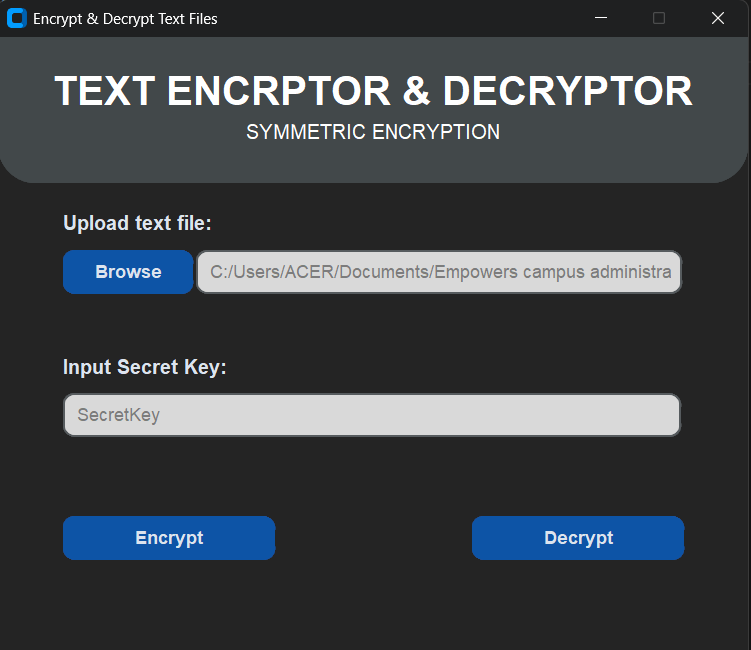 Encrypt & Decrypt Text Files
TEXT ENCRPTOR & DECRYPTOR
SYMMETRIC ENCRYPTION
Upload text file:
Browse C:/Users/ACER/Documents/Empowers campus administra
Input Secret Key:
SecretKey
Encrypt Decrypt